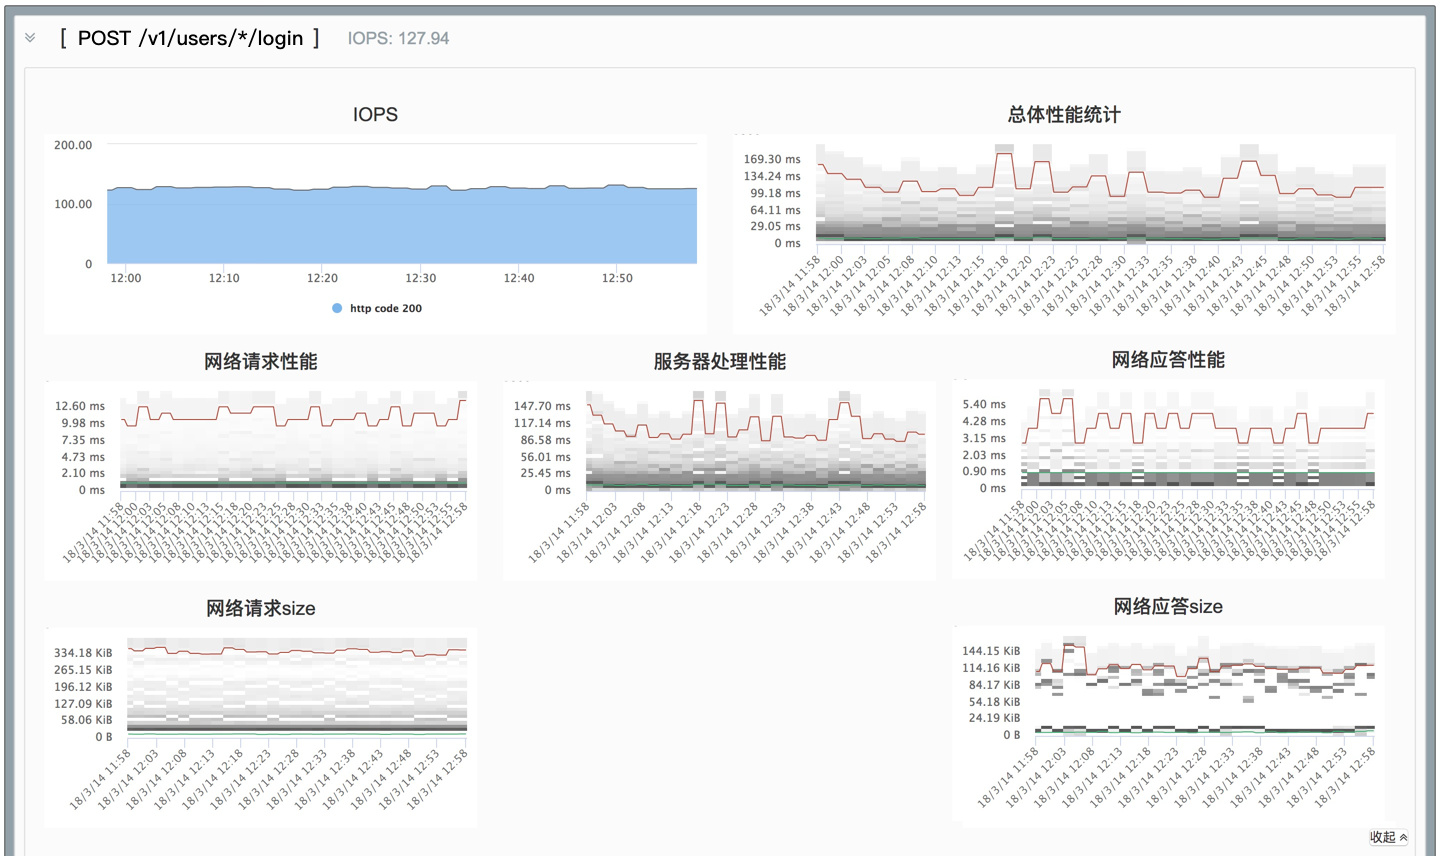 [ POST /v1/users/*/login ] IOPS: 127.94
IOPS
200.00
100.00
0
12:00 12:10 12:20 12:30 12:40 12:50
http code 200
总体性能统计
169.30 ms
134.24 ms
99.18 ms
64.11 ms
29.05 ms
0 ms
18/3/14 11:58 18/3/14 12:00 18/3/14 12:03 18/3/14 12:05 18/3/14 12:08 18/3/14 12:10 18/3/14 12:13 18/3/14 12:15 18/3/14 12:18 18/3/14 12:20 18/3/14 12:23 18/3/14 12:25 18/3/14 12:28 18/3/14 12:30 18/3/14 12:33 18/3/14 12:35 18/3/14 12:38 18/3/14 12:40 18/3/14 12:43 18/3/14 12:45 18/3/14 12:48 18/3/14 12:50 18/3/14 12:53 18/3/14 12:55 18/3/14 12:58
网络请求性能
12.60 ms
9.98 ms
7.35 ms
4.73 ms
2.10 ms
0 ms
18/3/14 11:58 18/3/14 12:00 18/3/14 12:03 18/3/14 12:05 18/3/14 12:08 18/3/14 12:10 18/3/14 12:13 18/3/14 12:15 18/3/14 12:18 18/3/14 12:20 18/3/14 12:23 18/3/14 12:25 18/3/14 12:28 18/3/14 12:30 18/3/14 12:33 18/3/14 12:35 18/3/14 12:38 18/3/14 12:40 18/3/14 12:43 18/3/14 12:45 18/3/14 12:48 18/3/14 12:50 18/3/14 12:53 18/3/14 12:55 18/3/14 12:58
服务器处理性能
147.70 ms
117.14 ms
86.58 ms
56.01 ms
25.45 ms
0 ms
18/3/14 11:58 18/3/14 12:03 18/3/14 12:08 18/3/14 12:13 18/3/14 12:18 18/3/14 12:23 18/3/14 12:28 18/3/14 12:33 18/3/14 12:38 18/3/14 12:43 18/3/14 12:48 18/3/14 12:53 18/3/14 12:58
网络应答性能
5.40 ms
4.28 ms
3.15 ms
2.03 ms
0.90 ms
0 ms
18/3/14 11:58 18/3/14 12:00 18/3/14 12:03 18/3/14 12:05 18/3/14 12:08 18/3/14 12:10 18/3/14 12:13 18/3/14 12:15 18/3/14 12:18 18/3/14 12:20 18/3/14 12:23 18/3/14 12:25 18/3/14 12:28 18/3/14 12:30 18/3/14 12:33 18/3/14 12:35 18/3/14 12:38 18/3/14 12:40 18/3/14 12:43 18/3/14 12:45 18/3/14 12:48 18/3/14 12:50 18/3/14 12:53 18/3/14 12:55 18/3/14 12:58
网络请求size
334.18 KiB
265.15 KiB
196.12 KiB
127.09 KiB
58.06 KiB
0 B
18/3/14 11:58 18/3/14 12:03 18/3/14 12:08 18/3/14 12:13 18/3/14 12:18 18/3/14 12:23 18/3/14 12:28 18/3/14 12:33 18/3/14 12:38 18/3/14 12:43 18/3/14 12:48 18/3/14 12:53 18/3/14 12:58
网络应答size
144.15 KiB
114.16 KiB
84.17 KiB
54.18 KiB
24.19 KiB
0 B
18/3/14 11:58 18/3/14 12:03 18/3/14 12:08 18/3/14 12:13 18/3/14 12:18 18/3/14 12:23 18/3/14 12:28 18/3/14 12:33 18/3/14 12:38 18/3/14 12:43 18/3/14 12:48 18/3/14 12:53 18/3/14 12:58
收起